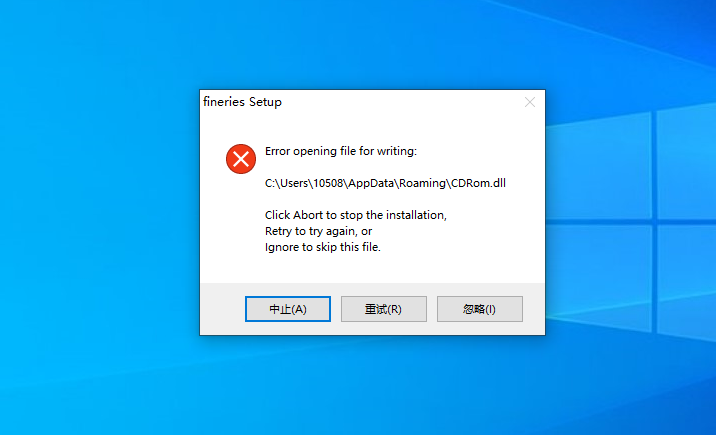 fineries Setup
Error opening file for writing:
C:\Users\10508\AppData\Roaming\CDRom.dll
Click Abort to stop the installation,
Retry to try again, or
Ignore to skip this file.
中止(A)
重试(R)
忽略(I)